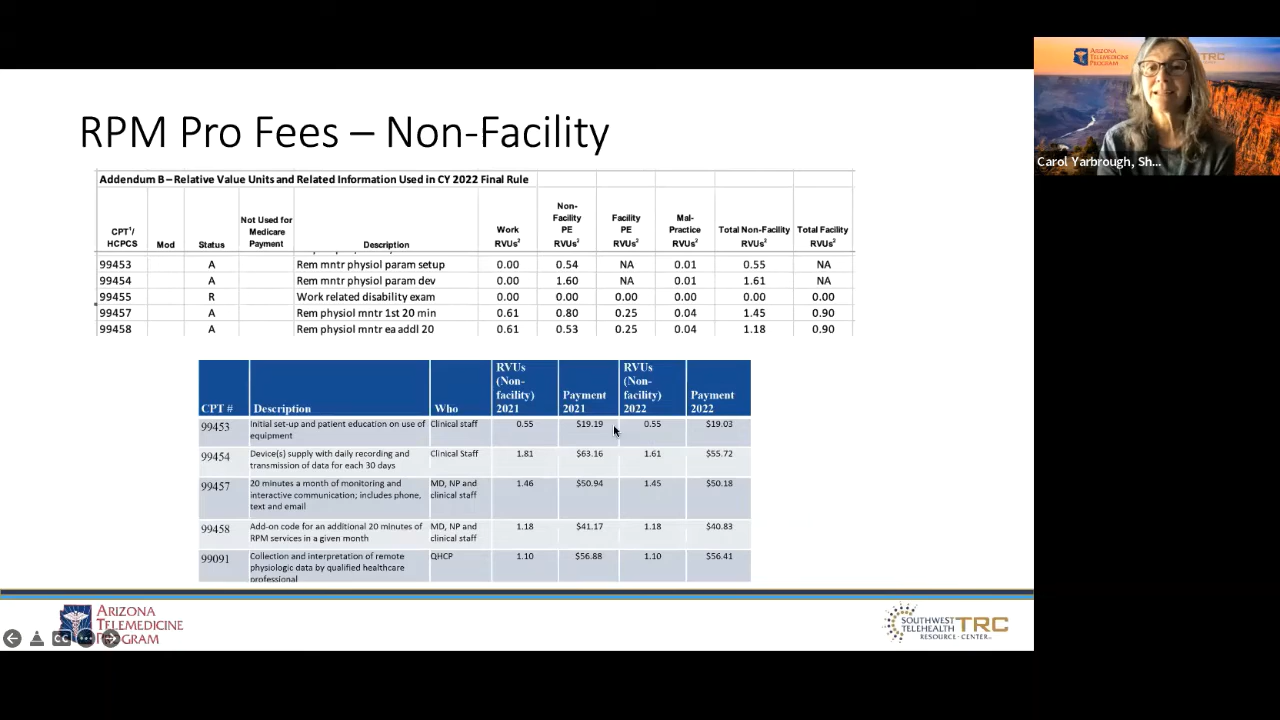 RPM Pro Fees – Non-Facility
Addendum B – Relative Value Units and Related Information Used in CY 2022 Final Rule
CPT¹/ HCPCS Mod Status Not Used for Medicare Payment Description Work RVUs² Non-Facility PE RVUs² Facility PE RVUs² Mal-Practice RVUs² Total Non-Facility RVUs² Total Facility RVUs²
99453 A Rem mntr physiol param setup 0.00 0.54 NA 0.01 0.55 NA
99454 A Rem mntr physiol param dev 0.00 1.60 NA 0.01 1.61 NA
99455 R Work related disability exam 0.00 0.00 0.00 0.00 0.00 0.00
99457 A Rem physiol mntr 1st 20 min 0.61 0.80 0.25 0.04 1.45 0.90
99458 A Rem physiol mntr ea addl 20 0.61 0.53 0.25 0.04 1.18 0.90
CPT # Description Who RVUs (Non-facility) 2021 Payment 2021 RVUs (Non-facility) 2022 Payment 2022
99453 Initial set-up and patient education on use of equipment Clinical staff 0.55 $19.19 0.55 $19.03
99454 Device(s) supply with daily recording and transmission of data for each 30 days Clinical Staff 1.81 $63.16 1.61 $55.72
99457 20 minutes a month of monitoring and interactive communication; includes phone, text and email MD, NP and clinical staff 1.46 $50.94 1.45 $50.18
99458 Add-on code for an additional 20 minutes of RPM services in a given month MD, NP and clinical staff 1.18 $41.17 1.18 $40.83
99091 Collection and interpretation of remote physiologic data by qualified healthcare professional QHCP 1.10 $56.88 1.10 $56.41
ARIZONA
TELEMEDICINE
PROGRAM
CC
SOUTHWEST
TELEHEALTH
RESOURCE CENTER
TRC
ARIZONA
TELEMEDICINE
PROGRAM
TRC
Carol Yarbrough, Sh...